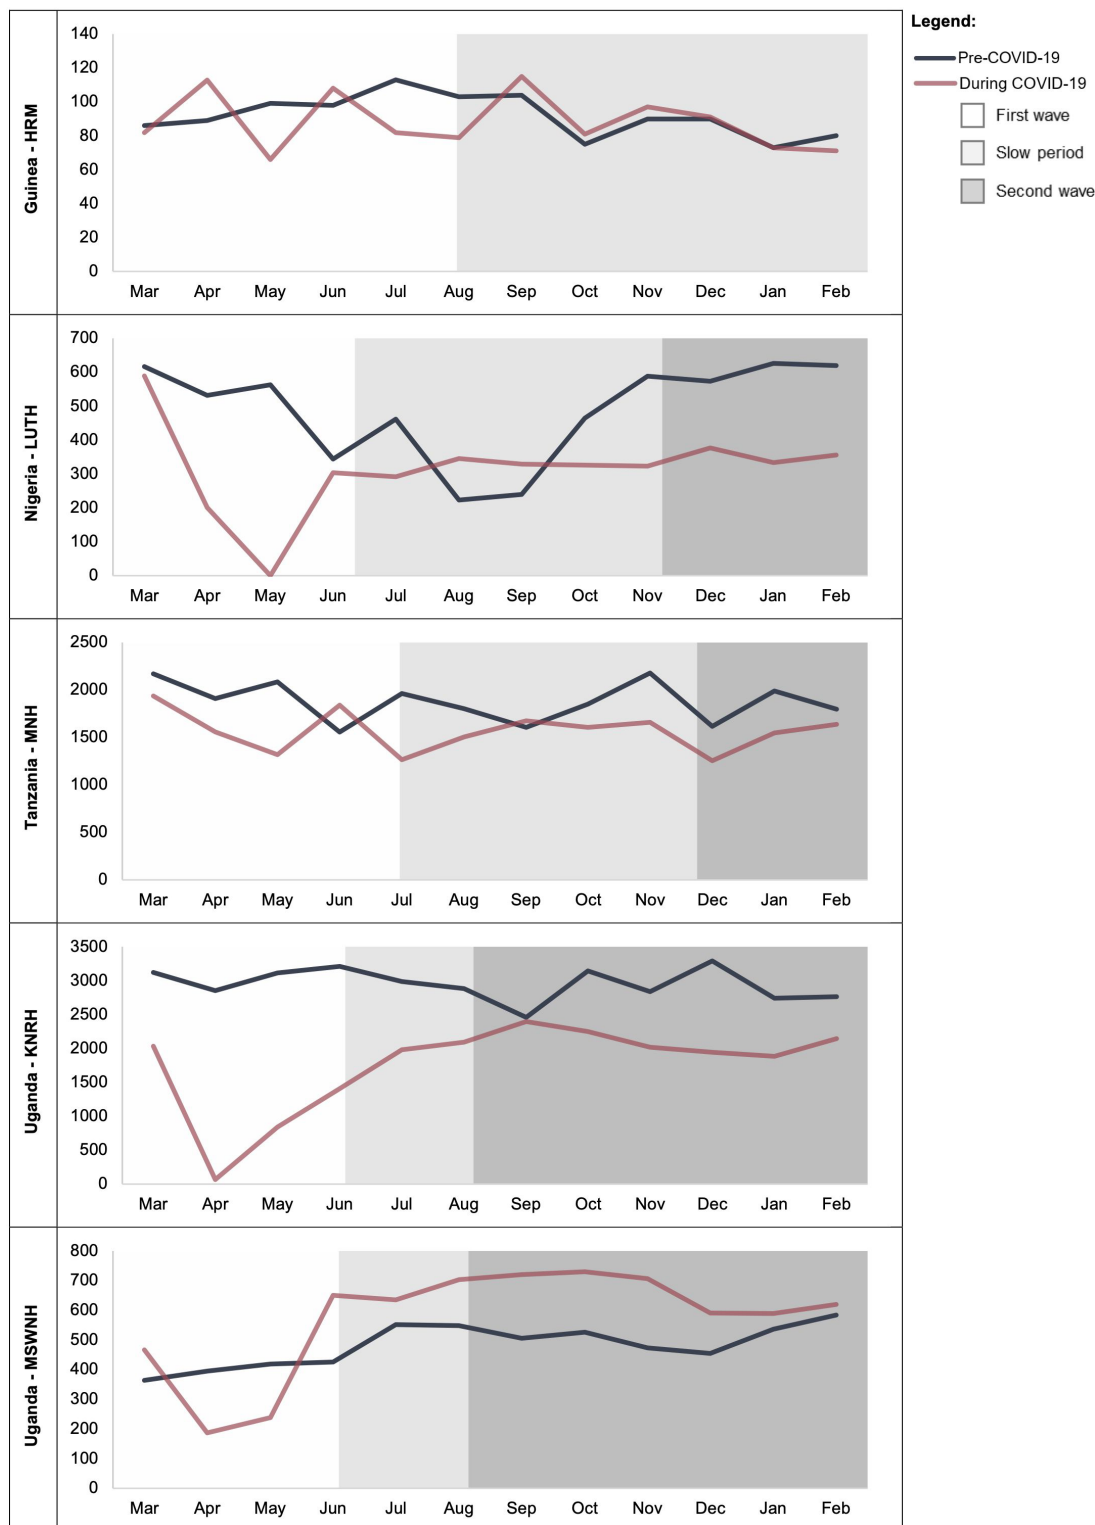 Legend:
Pre-COVID-19
During COVID-19
First wave
Slow period
Second wave
Guinea - HRM
140
120
100
80
60
40
20
0
Mar Apr May Jun Jul Aug Sep Oct Nov Dec Jan Feb
Nigeria - LUTH
700
600
500
400
300
200
100
0
Mar Apr May Jun Jul Aug Sep Oct Nov Dec Jan Feb
Tanzania - MNH
2500
2000
1500
1000
500
0
Mar Apr May Jun Jul Aug Sep Oct Nov Dec Jan Feb
Uganda - KNRH
3500
3000
2500
2000
1500
1000
500
0
Mar Apr May Jun Jul Aug Sep Oct Nov Dec Jan Feb
Uganda - MSWNH
800
700
600
500
400
300
200
100
0
Mar Apr May Jun Jul Aug Sep Oct Nov Dec Jan Feb